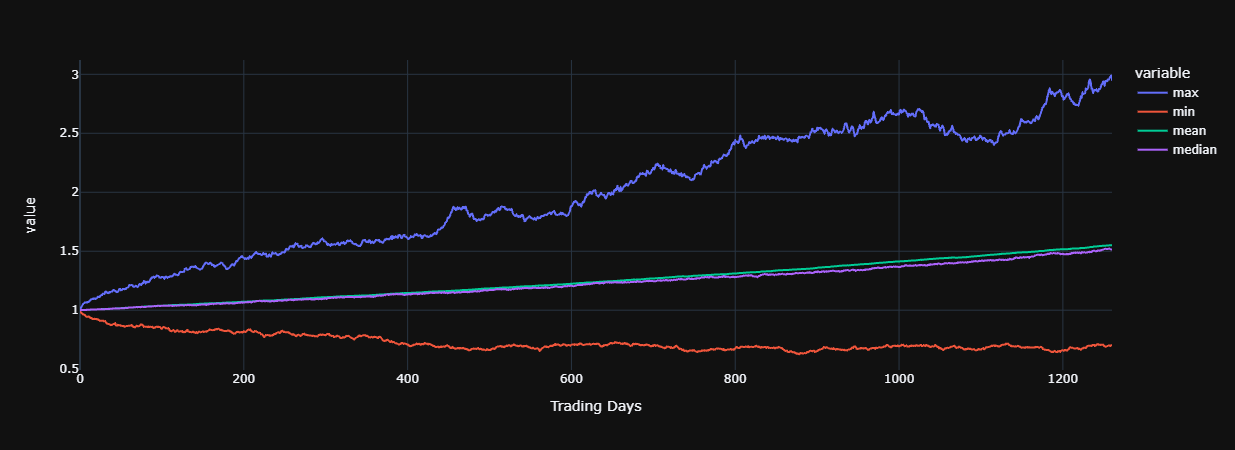 variable
max
min
mean
median
value
3
2.5
2
1.5
1
0.5
0 200 400 600 800 1000 1200
Trading Days